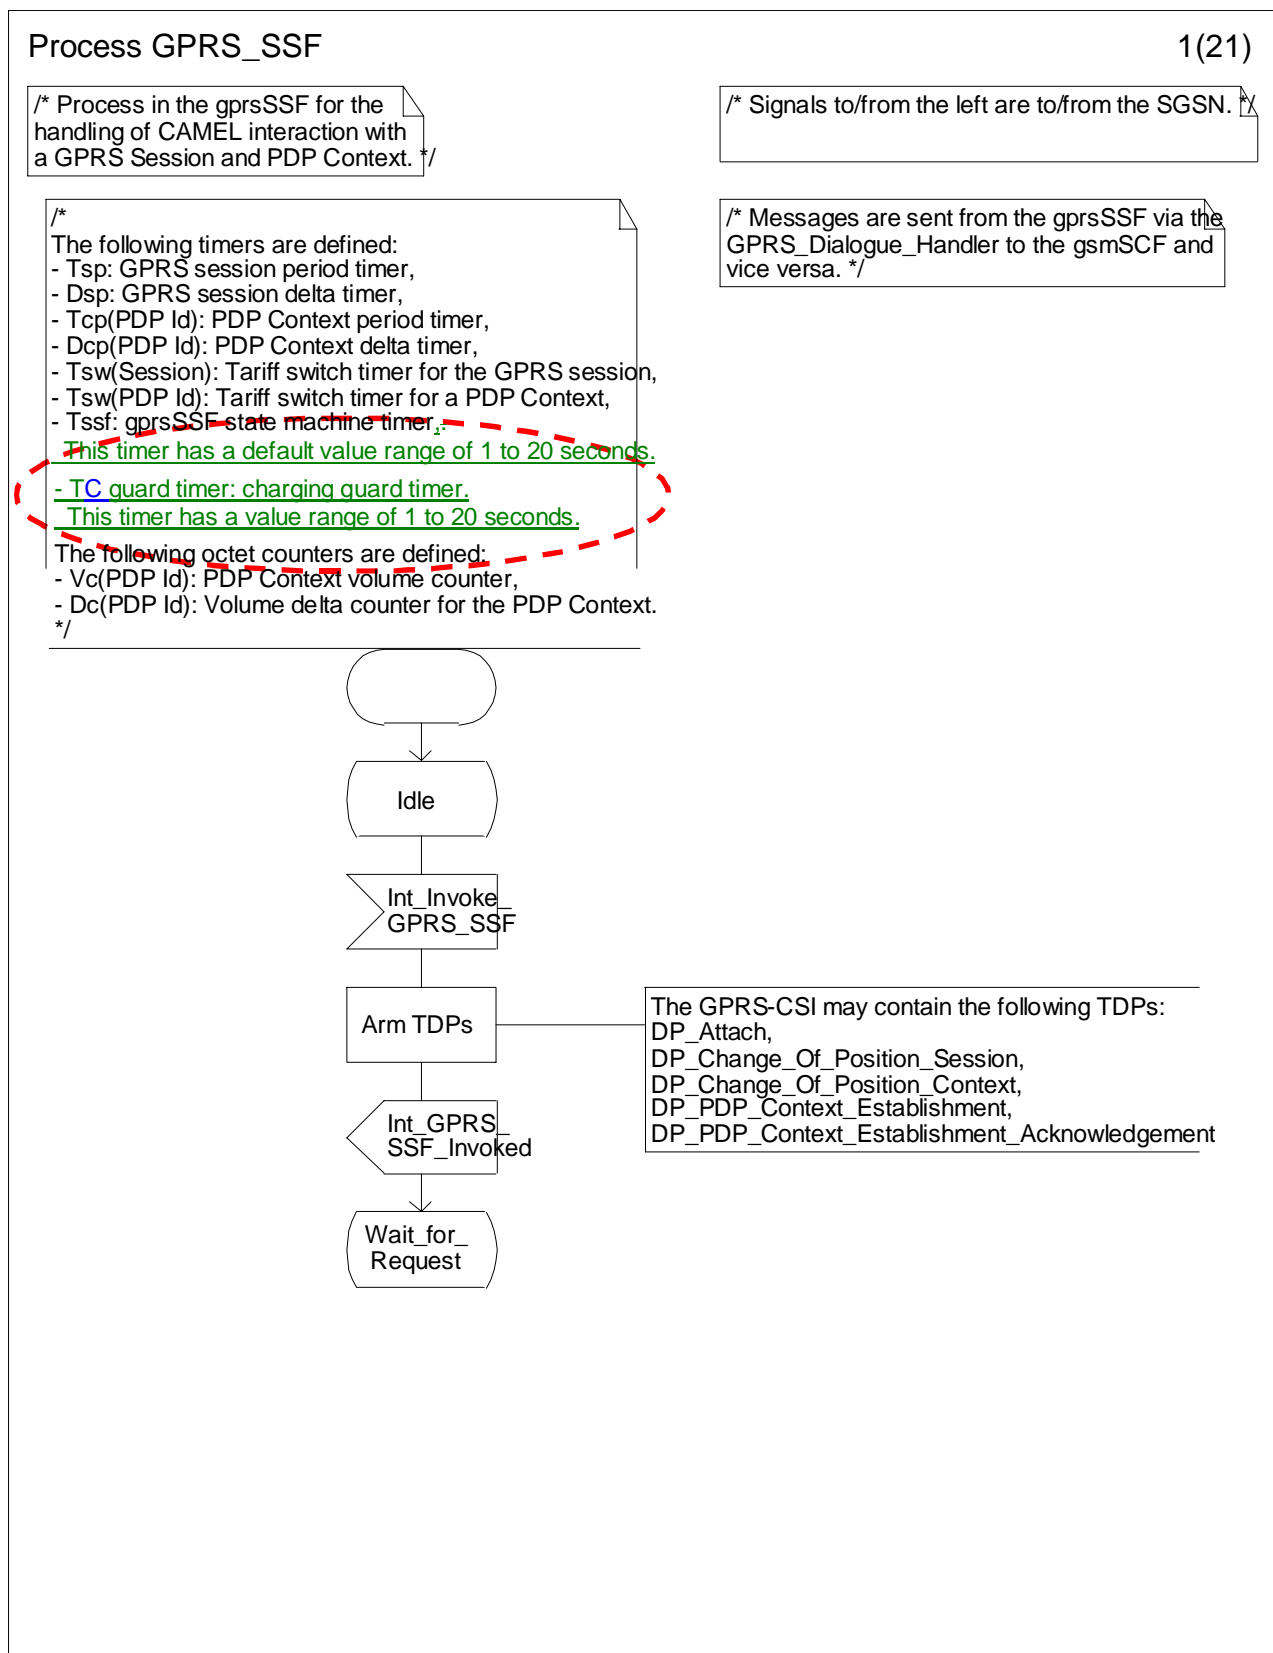 Process GPRS_SSF
1(21)
/* Process in the gprsSSF for the
handling of CAMEL interaction with
a GPRS Session and PDP Context. */
/* Signals to/from the left are to/from the SGSN. */
/* Messages are sent from the gprsSSF via the
GPRS_Dialogue_Handler to the gsmSCF and
vice versa. */
/*
The following timers are defined:
- Tsp: GPRS session period timer,
- Dsp: GPRS session delta timer,
- Tcp(PDP Id): PDP Context period timer,
- Dcp(PDP Id): PDP Context delta timer,
- Tsw(Session): Tariff switch timer for the GPRS session,
- Tsw(PDP Id): Tariff switch timer for a PDP Context,
- Tssf: gprsSSF state machine timer,.
This timer has a default value range of 1 to 20 seconds.
- TC guard timer: charging guard timer.
This timer has a value range of 1 to 20 seconds.
The following octet counters are defined:
- Vc(PDP Id): PDP Context volume counter,
- Dc(PDP Id): Volume delta counter for the PDP Context.
*/
Idle
Int_Invoke_
GPRS_SSF
Arm TDPs
The GPRS-CSI may contain the following TDPs:
DP_Attach,
DP_Change_Of_Position_Session,
DP_Change_Of_Position_Context,
DP_PDP_Context_Establishment,
DP_PDP_Context_Establishment_Acknowledgement
Int_GPRS_
SSF_Invoked
Wait_for_
Request